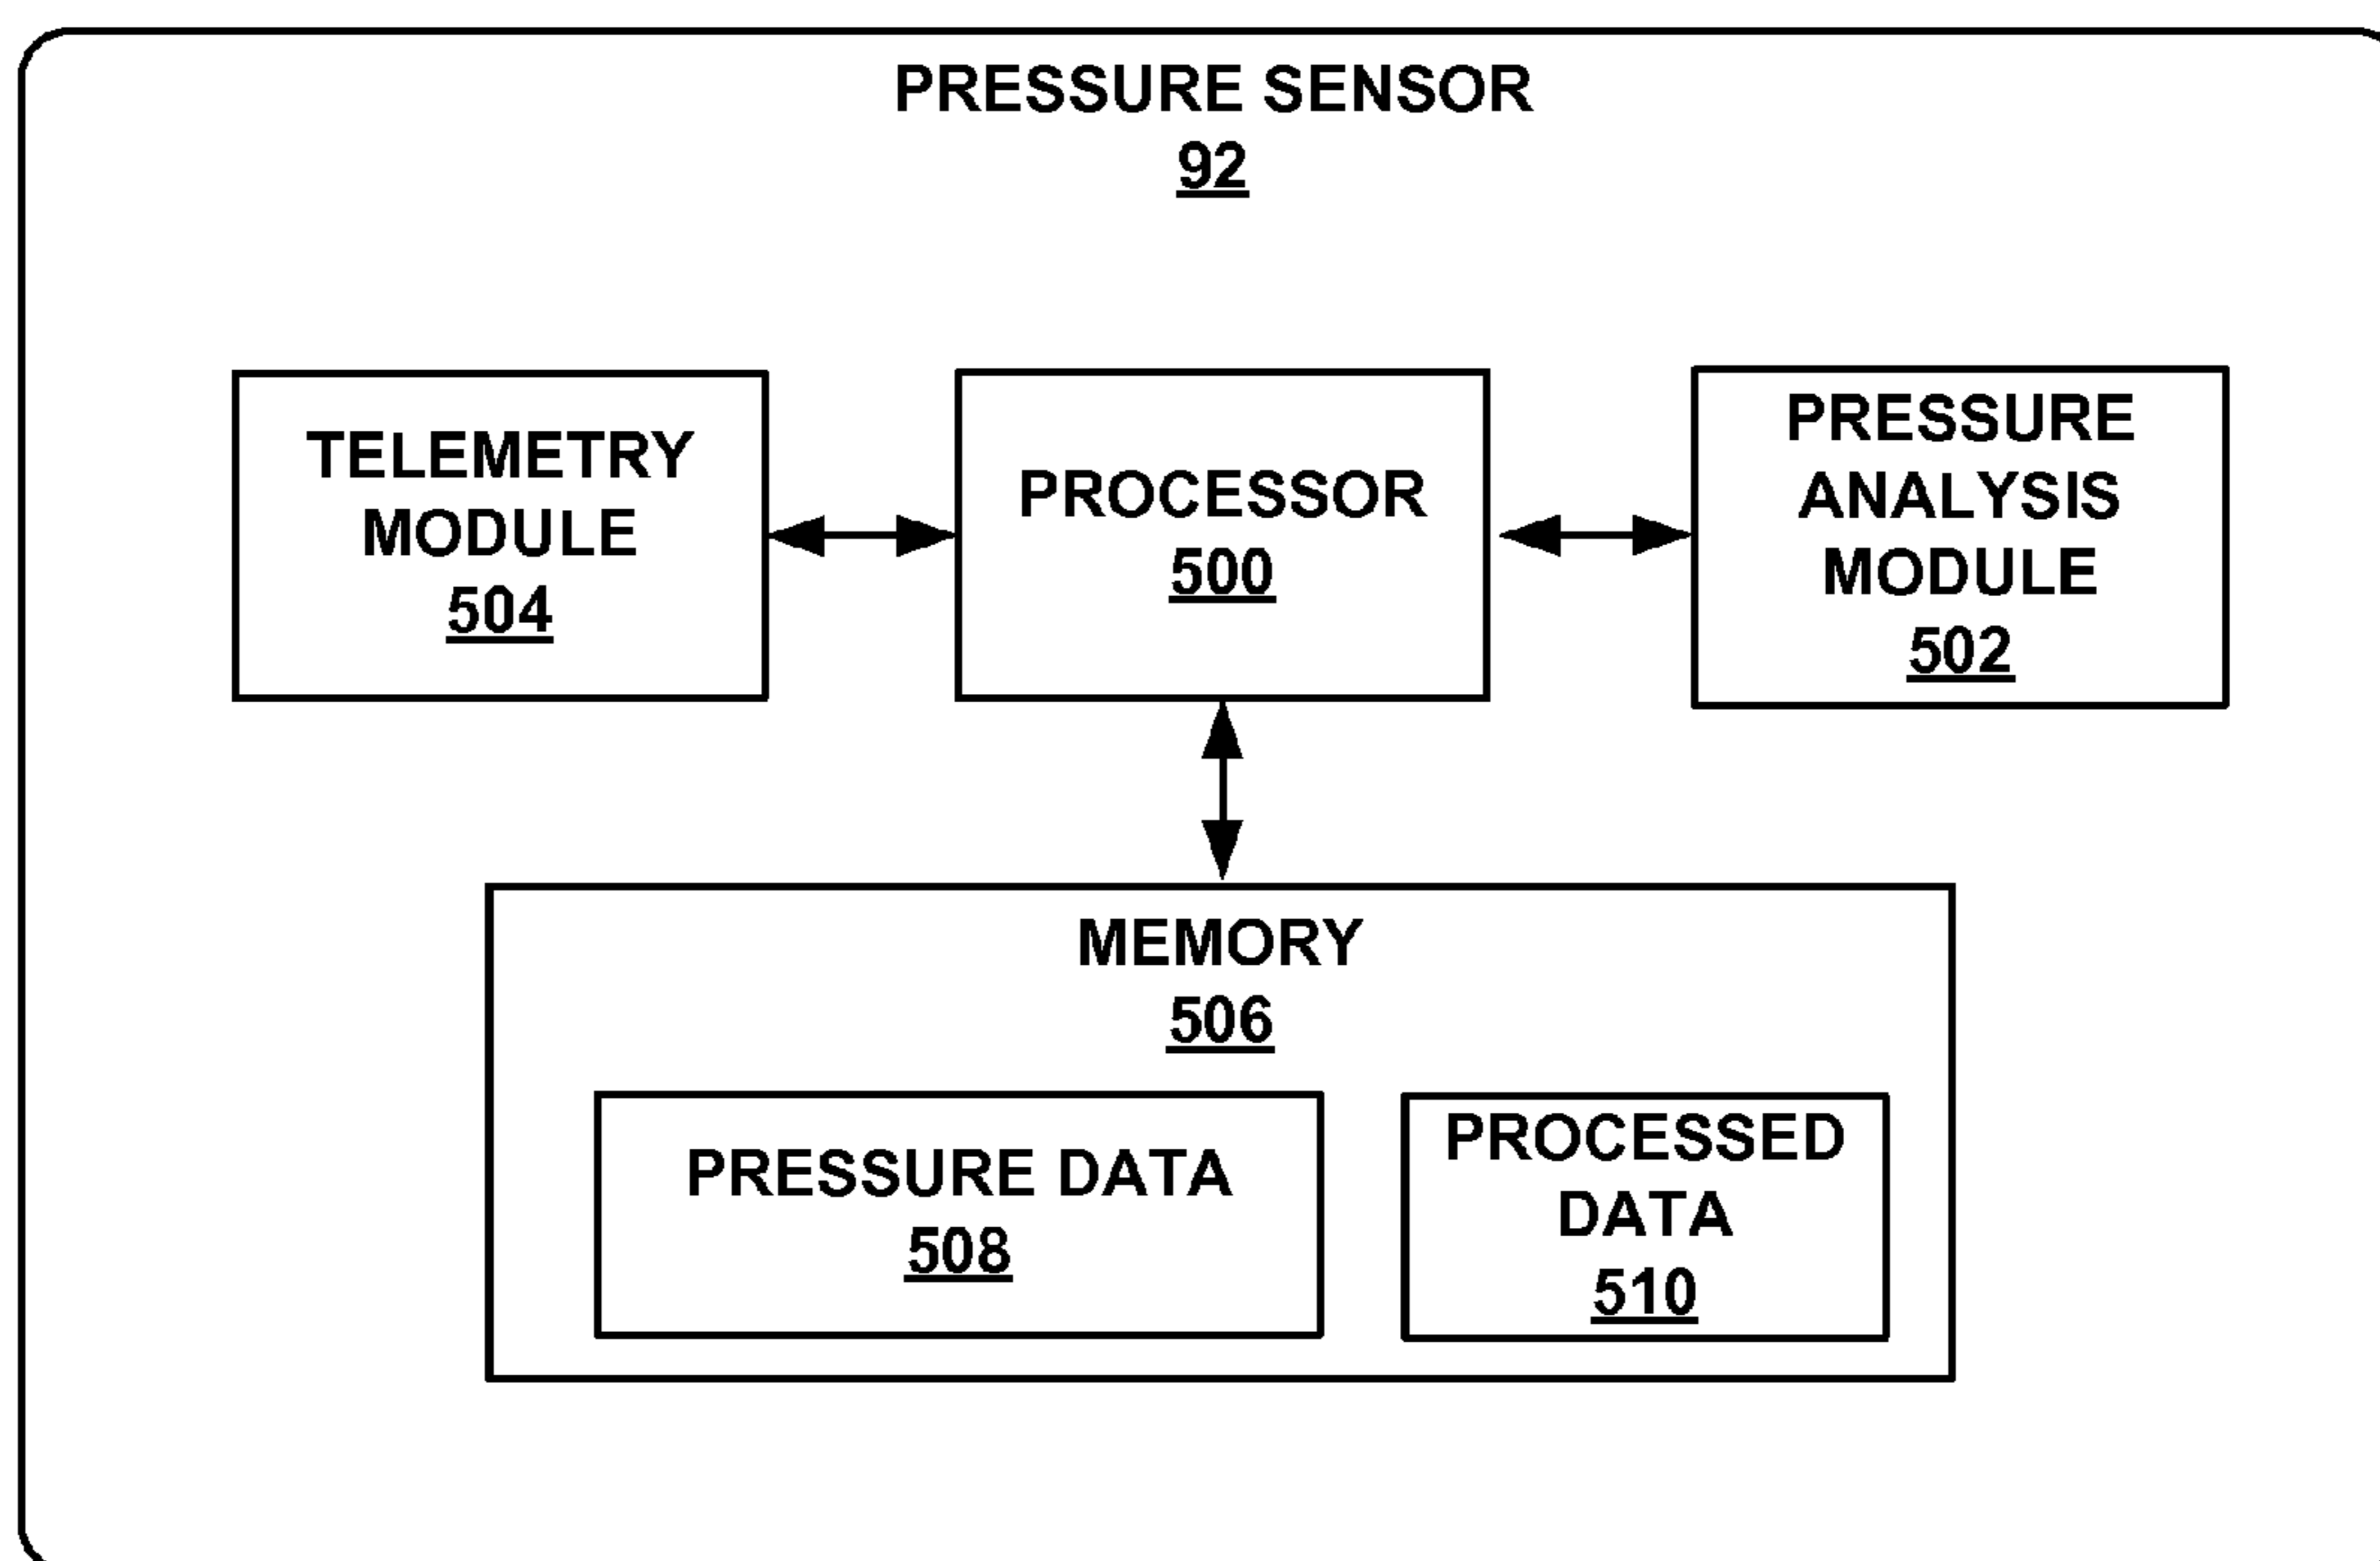 PRESSURE SENSOR
92
TELEMETRY
MODULE
504
PROCESSOR
500
PRESSURE
ANALYSIS
MODULE
502
MEMORY
506
PRESSURE DATA
508
PROCESSED
DATA
510